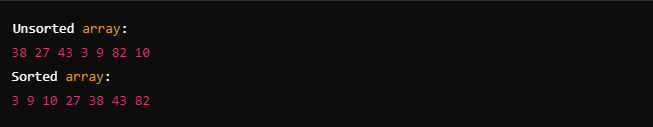 Unsorted array:
38 27 43 3 9 82 10
Sorted array:
3 9 10 27 38 43 82